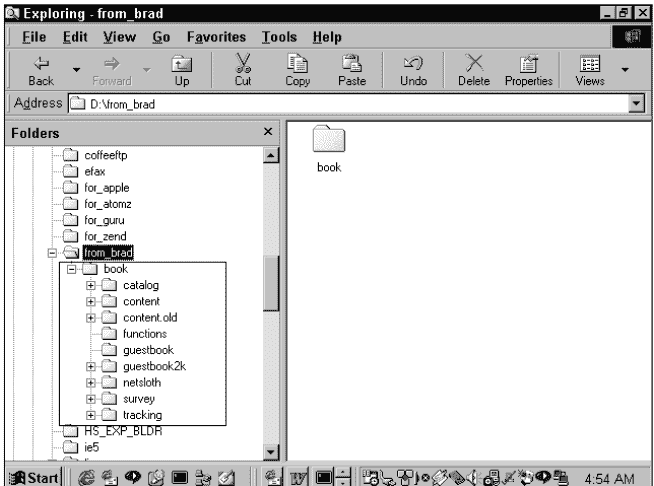 Exploring - from_brad
File Edit View Go Favorites Tools Help
Back Forward Up Cut Copy Paste Undo Delete Properties Views
Address D:\from_brad
Folders
coffeeftp
efax
for_apple
for_atomz
for_guru
for_zend
from_brad
book
catalog
content
content.old
functions
guestbook
guestbook2k
netsloth
survey
tracking
HS_EXP_BLDR
ie5
book
Start 4:54 AM